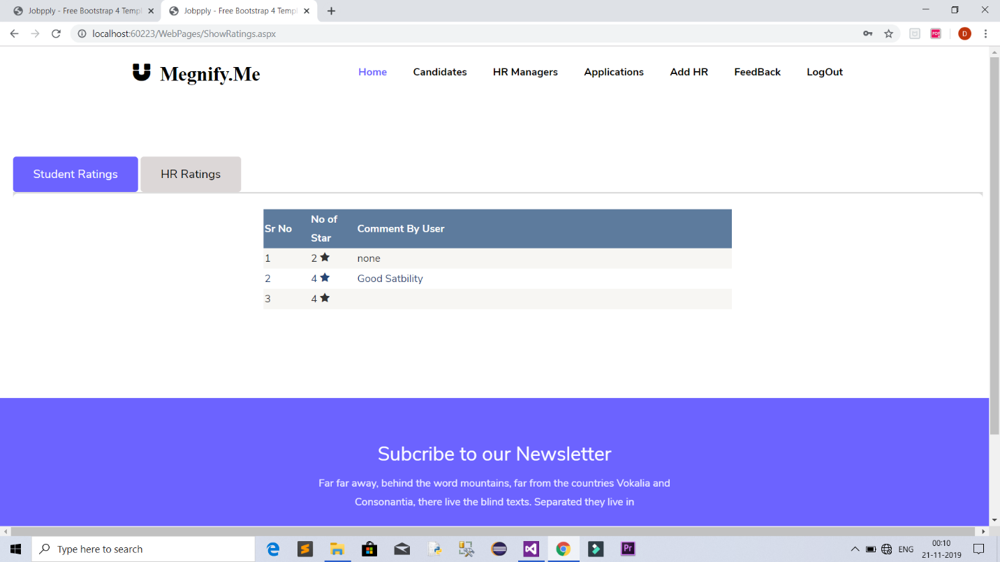 Jobpply - Free Bootstrap 4 Templ
Jobpply - Free Bootstrap 4 Templ
localhost:60223/WebPages/ShowRatings.aspx
PDF
D
Megnify.Me
Home
Candidates
HR Managers
Applications
Add HR
FeedBack
LogOut
Student Ratings
HR Ratings
Sr No
No of
Star
Comment By User
1
2
none
2
4
Good Satbility
3
4
Subcribe to our Newsletter
Far far away, behind the word mountains, far from the countries Vokalia and
Consonantia, there live the blind texts. Separated they live in
Type here to search
Pr
ENG
00:10
21-11-2019